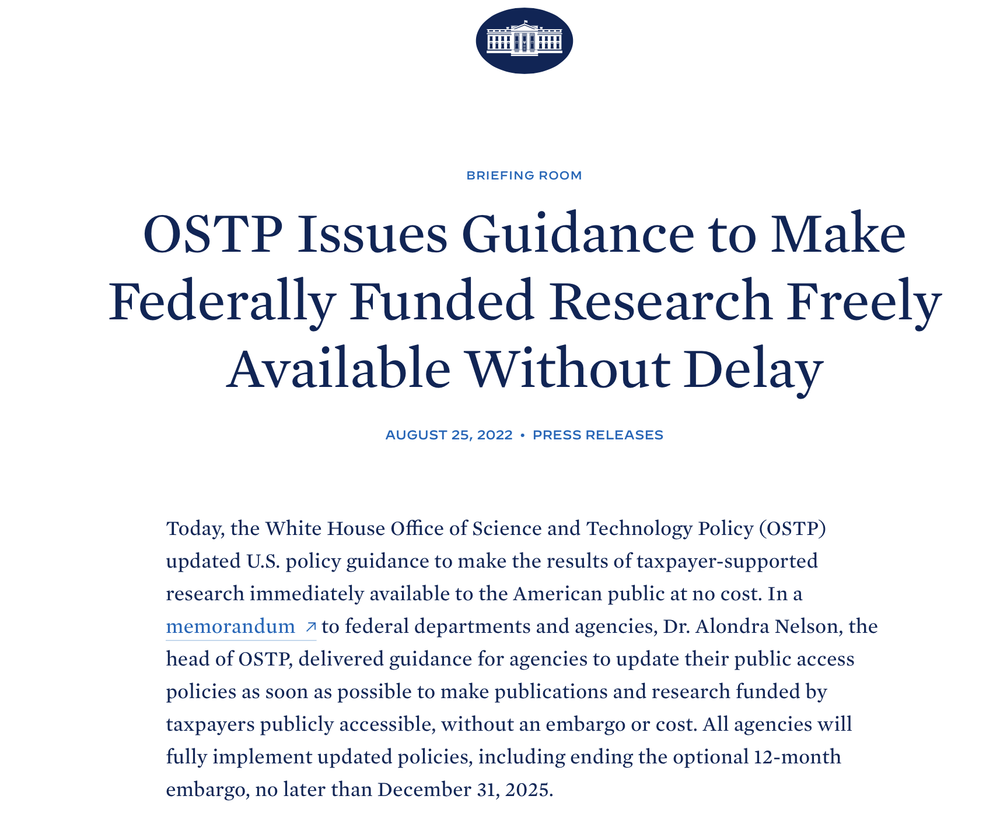 BRIEFING ROOM
OSTP Issues Guidance to Make
Federally Funded Research Freely
Available Without Delay
AUGUST 25, 2022 • PRESS RELEASES
Today, the White House Office of Science and Technology Policy (OSTP)
updated U.S. policy guidance to make the results of taxpayer-supported
research immediately available to the American public at no cost. In a
memorandum ↗ to federal departments and agencies, Dr. Alondra Nelson, the
head of OSTP, delivered guidance for agencies to update their public access
policies as soon as possible to make publications and research funded by
taxpayers publicly accessible, without an embargo or cost. All agencies will
fully implement updated policies, including ending the optional 12-month
embargo, no later than December 31, 2025.